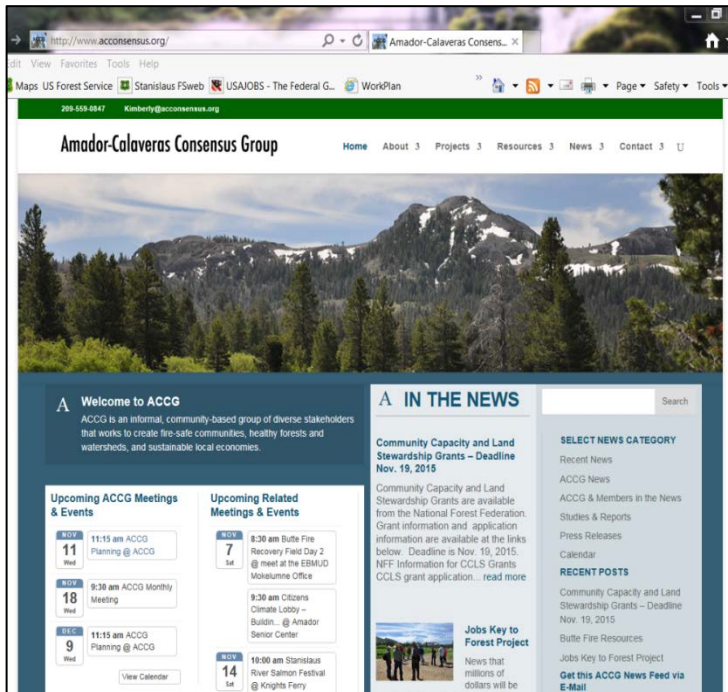 http://www.acconsensus.org/
Amador-Calaveras Consens...
Edit View Favorites Tools Help
Maps US Forest Service Stanislaus FSweb USAJOBS - The Federal G... WorkPlan Page Safety Tools
209-559-8847 Kimberly@acconsensus.org
Amador-Calaveras Consensus Group
Home About 3 Projects 3 Resources 3 News 3 Contact 3 U
A Welcome to ACCG
ACCG is an informal, community-based group of diverse stakeholders
that works to create fire-safe communities, healthy forests and
watersheds, and sustainable local economies.
Upcoming ACCG Meetings
& Events
NOV
11
Wed
11:15 am ACCG
Planning @ ACCG
NOV
18
Wed
9:30 am ACCG Monthly
Meeting
DEC
9
Wed
11:15 am ACCG
Planning @ ACCG
View Calendar
Upcoming Related
Meetings & Events
NOV
7
Sat
8:30 am Butte Fire
Recovery Field Day 2
@ meet at the EBMUD
Mokelumne Office
9:30 am Citizens
Climate Lobby –
Buildin... @ Amador
Senior Center
NOV
14
Sat
10:00 am Stanislaus
River Salmon Festival
@ Knights Ferry
A IN THE NEWS
Community Capacity and Land
Stewardship Grants – Deadline
Nov. 19, 2015
Community Capacity and Land
Stewardship Grants are available
from the National Forest Federation.
Grant information and application
information are available at the links
below. Deadline is Nov. 19, 2015.
NFF Information for CCLS Grants
CCLS grant application... read more
Jobs Key to
Forest Project
News that
millions of
dollars will be
Search
SELECT NEWS CATEGORY
Recent News
ACCG News
ACCG & Members in the News
Studies & Reports
Press Releases
Calendar
RECENT POSTS
Community Capacity and Land
Stewardship Grants – Deadline
Nov. 19, 2015
Butte Fire Resources
Jobs Key to Forest Project
Get this ACCG News Feed via
E-Mail